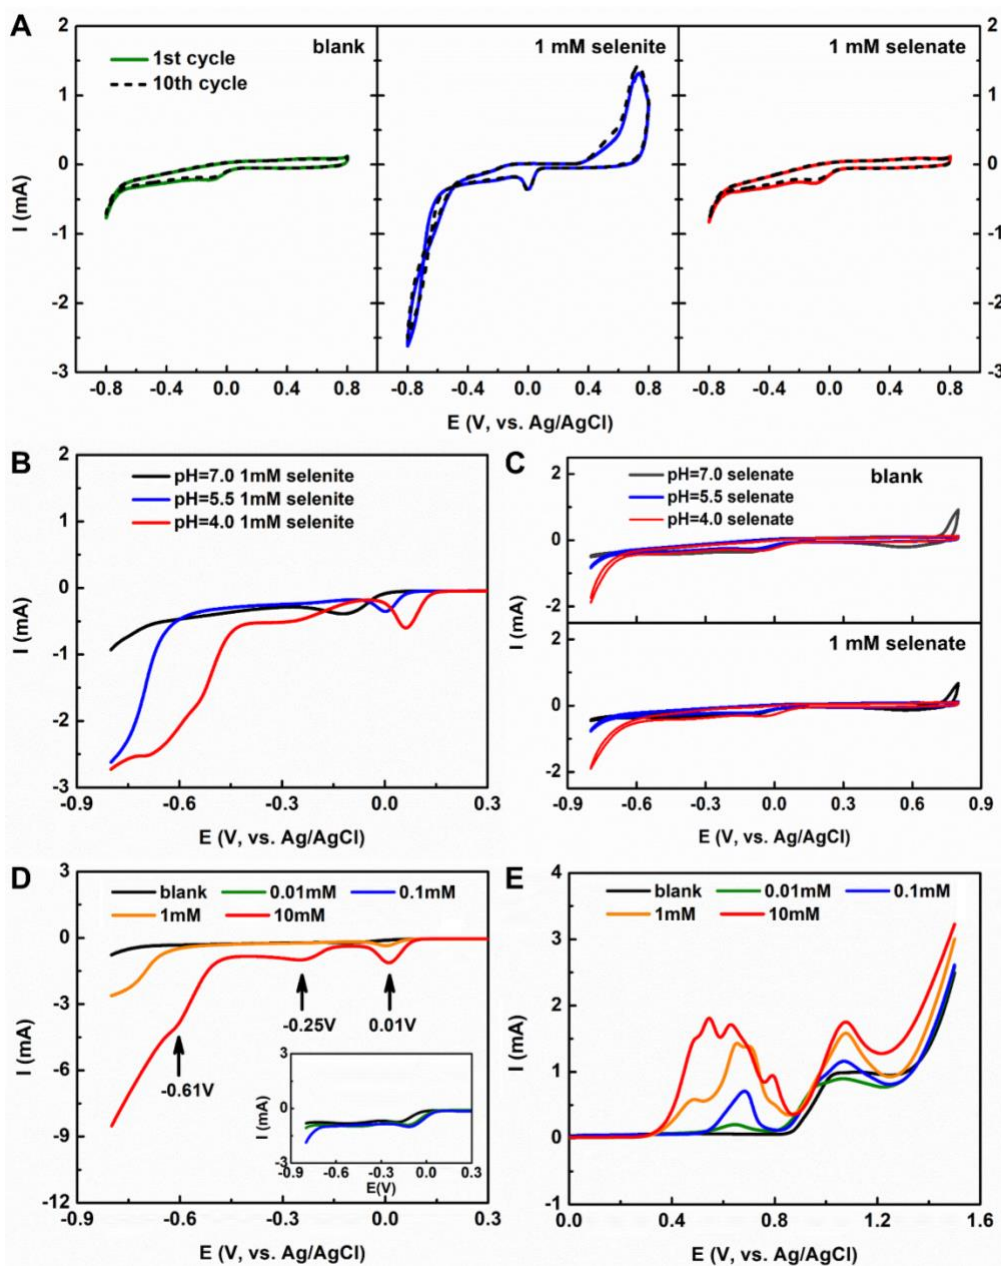 A
blank
1 mM selenite
1 mM selenate
1st cycle
10th cycle
2
1
0
-1
-2
-3
I (mA)
2
1
0
-1
-2
-3
-0.8 -0.4 0.0 0.4 0.8
-0.8 -0.4 0.0 0.4 0.8
-0.8 -0.4 0.0 0.4 0.8
E (V, vs. Ag/AgCl)
B
pH=7.0 1mM selenite
pH=5.5 1mM selenite
pH=4.0 1mM selenite
2
1
0
-1
-2
-3
I (mA)
-0.9 -0.6 -0.3 0.0 0.3
E (V, vs. Ag/AgCl)
C
pH=7.0 selenate
pH=5.5 selenate
pH=4.0 selenate
blank
2
0
-2
1 mM selenate
2
0
-2
I (mA)
-0.9 -0.6 -0.3 0.0 0.3 0.6 0.9
E (V, vs. Ag/AgCl)
D
blank 0.01mM 0.1mM
1mM 10mM
3
0
-3
-6
-9
-12
I (mA)
-0.25V
0.01V
-0.61V
3
0
-3
I (mA)
-0.9 -0.6 -0.3 0.0 0.3
E(V)
-0.9 -0.6 -0.3 0.0 0.3
E (V, vs. Ag/AgCl)
E
blank 0.01mM 0.1mM
1mM 10mM
4
3
2
1
0
-1
I (mA)
0.0 0.4 0.8 1.2 1.6
E (V, vs. Ag/AgCl)